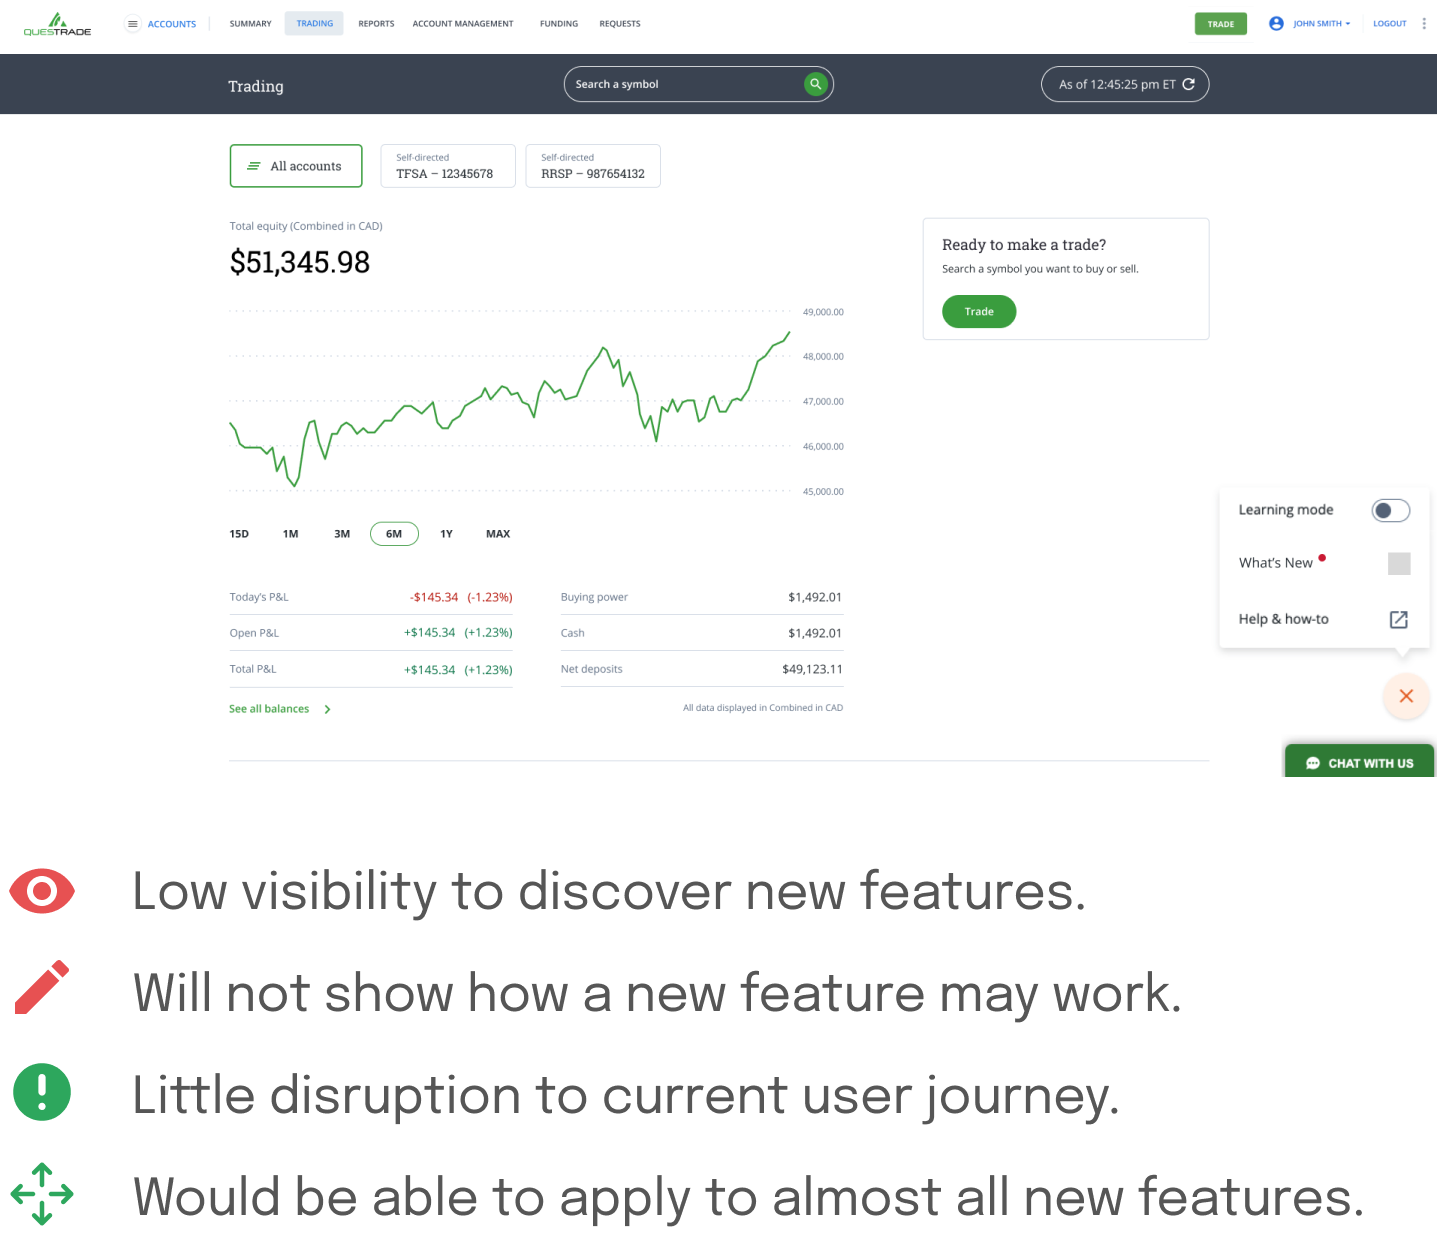 QUESTRADE
ACCOUNTS
SUMMARY
TRADING
REPORTS
ACCOUNT MANAGEMENT
FUNDING
REQUESTS
TRADE
JOHN SMITH
LOGOUT
Trading
Search a symbol
As of 12:45:25 pm ET
All accounts
Self-directed
TFSA – 12345678
Self-directed
RRSP – 987654132
Total equity (Combined in CAD)
$51,345.98
Ready to make a trade?
Search a symbol you want to buy or sell.
Trade
49,000.00
48,000.00
47,000.00
46,000.00
45,000.00
15D 1M 3M 6M 1Y MAX
Today's P&L -$145.34 (-1.23%)
Open P&L +$145.34 (+1.23%)
Total P&L +$145.34 (+1.23%)
See all balances
Buying power $1,492.01
Cash $1,492.01
Net deposits $49,123.11
All data displayed in Combined in CAD
Learning mode
What's New
Help & how-to
CHAT WITH US
Low visibility to discover new features.
Will not show how a new feature may work.
Little disruption to current user journey.
Would be able to apply to almost all new features.